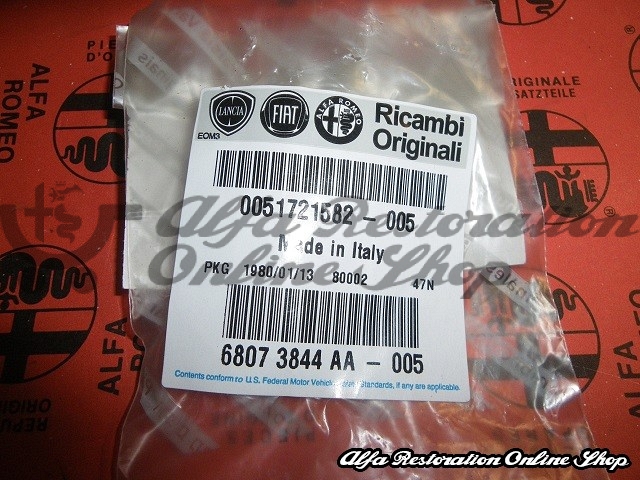 LANCIA
FIAT
ALFA ROMEO
Ricambi
Originali
EOM3
0051721582-005
Made in Italy
PKG 1980/01/13 80002 47N
6807 3844 AA - 005
Contents conform to U.S. Federal Motor Vehicle Standards, if any are applicable.
Alfa Restoration
Online Shop
PIE
D'O
ALFA
ROMEO
ORIGINALE
ALFA
ROMEO
ALFA
Alfa Restoration Online Shop